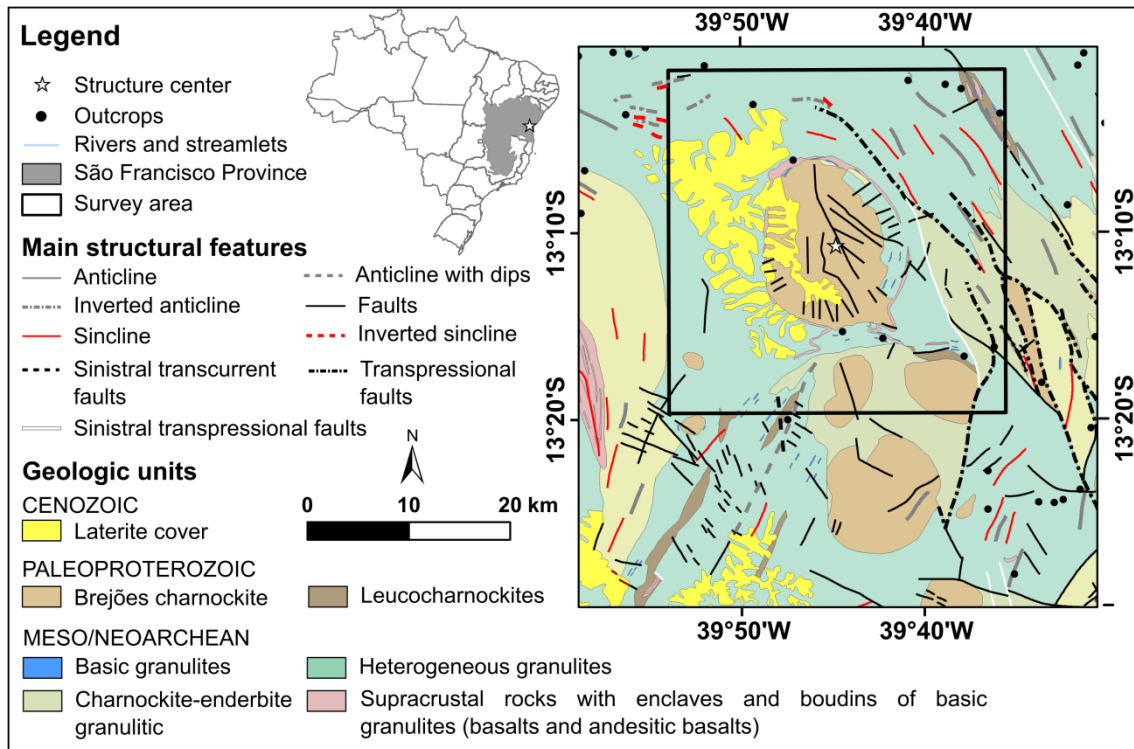 Legend
Structure center
Outcrops
Rivers and streamlets
São Francisco Province
Survey area
Main structural features
Anticline
Anticline with dips
Inverted anticline
Faults
Sincline
Inverted sincline
Sinistral transcurrent
faults
Transpressional
faults
Sinistral transpressional faults
N
Geologic units
0 10 20 km
CENOZOIC
Laterite cover
PALEOPROTEROZOIC
Brejões charnockite
Leucocharnockites
MESO/NEOARCHEAN
Basic granulites
Heterogeneous granulites
Charnockite-enderbite
granulitic
Supracrustal rocks with enclaves and boudins of basic
granulites (basalts and andesitic basalts)
39°50'W 39°40'W
13°10'S 13°10'S
13°20'S 13°20'S
39°50'W 39°40'W